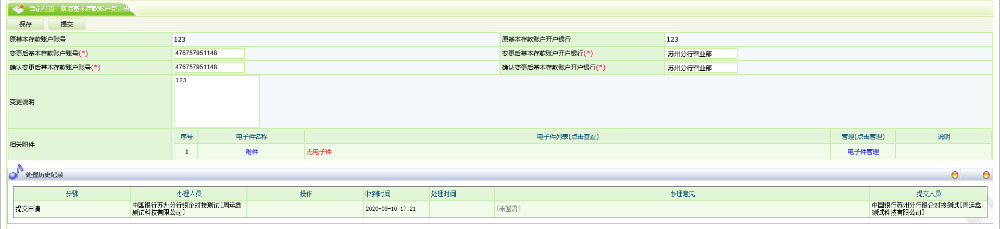 当前位置：新增基本存款账户变更申请
保存 提交
原基本存款账户账号 123 原基本存款账户开户银行 123
变更后基本存款账户账号(*) 476757951148 变更后基本存款账户开户银行(*) 苏州分行营业部
确认变更后基本存款账户账号(*) 476757951148 确认变更后基本存款账户开户银行(*) 苏州分行营业部
变更说明 123
相关附件
序号 电子件名称 电子件列表(点击查看) 管理(点击管理) 说明
1 附件 无电子件 电子件管理
处理历史记录
步骤 办理人员 操作 收到时间 处理时间 办理意见 提交人员
提交申请 中国银行苏州分行银企对接测试[周运鑫测试科技有限公司] 2020-09-10 17:21 [未签署] 中国银行苏州分行银企对接测试[周运鑫测试科技有限公司]